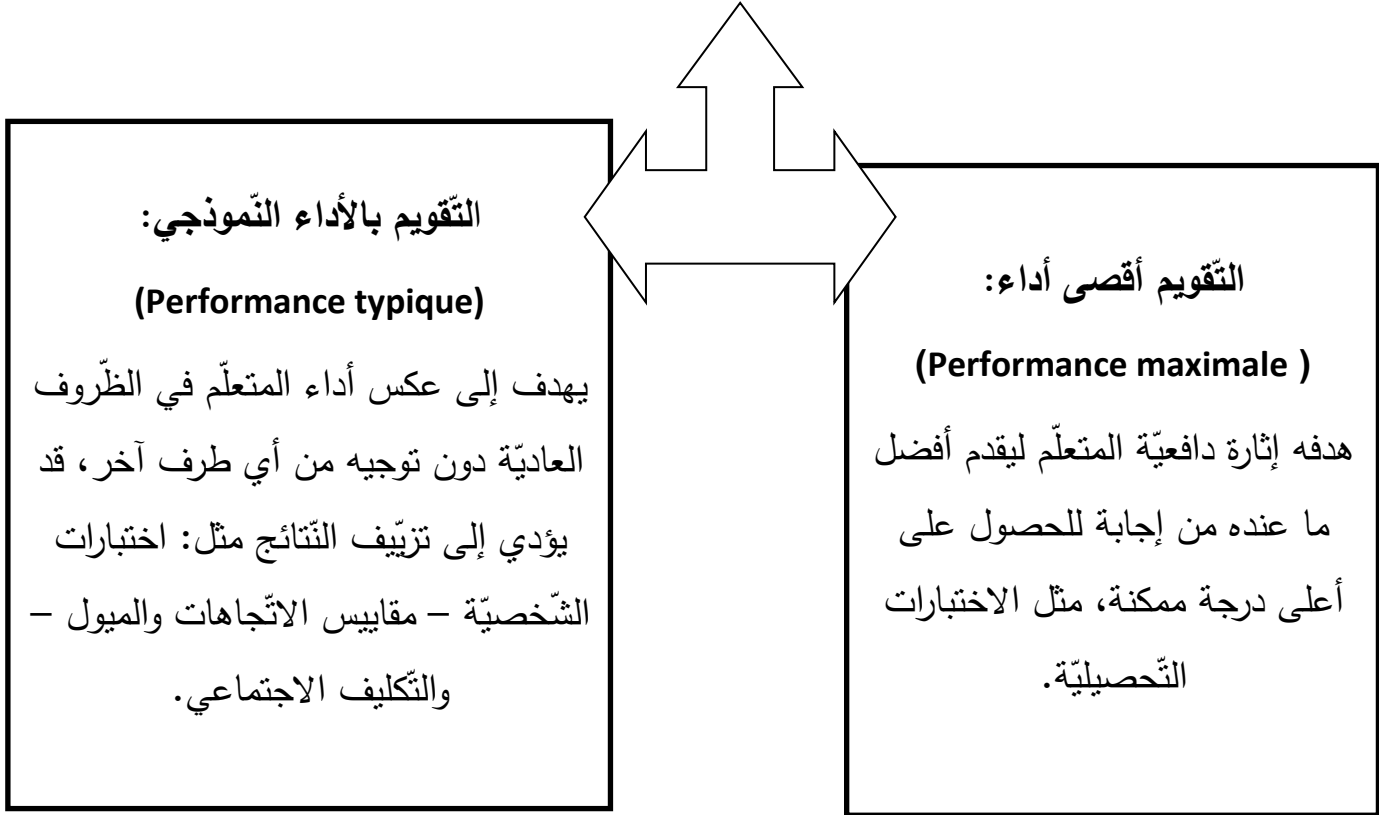 التّقويم أقصى أداء:
(Performance maximale )
هدفه إثارة دافعيّة المتعلّم ليقدم أفضل
ما عنده من إجابة للحصول على
أعلى درجة ممكنة، مثل الاختبارات
التّحصيليّة.
التّقويم بالأداء النّموذجي:
(Performance typique)
يهدف إلى عكس أداء المتعلّم في الظّروف
العاديّة دون توجيه من أي طرف آخر، قد
يؤدي إلى تزيّيف النّتائج مثل: اختبارات
الشّخصيّة – مقاييس الاتّجاهات والميول –
والتّكليف الاجتماعي.